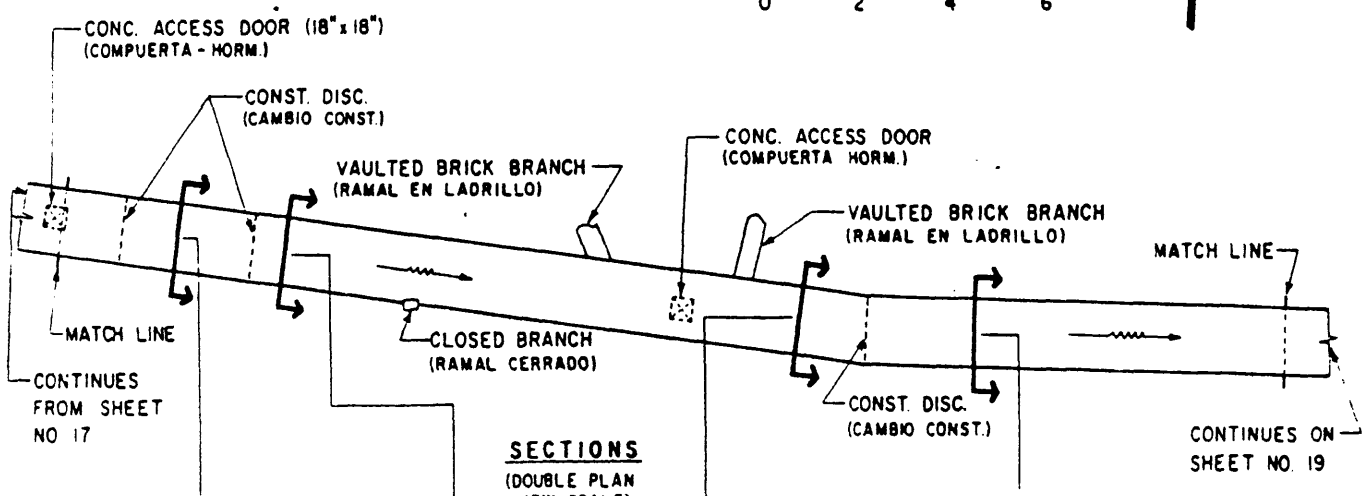 0 2 4 6
CONC. ACCESS DOOR (18"x18")
(COMPUERTA - HORM.)
CONST. DISC.
(CAMBIO CONST.)
VAULTED BRICK BRANCH
(RAMAL EN LADRILLO)
CONC. ACCESS DOOR
(COMPUERTA HORM.)
VAULTED BRICK BRANCH
(RAMAL EN LADRILLO)
MATCH LINE
MATCH LINE
CLOSED BRANCH
(RAMAL CERRADO)
CONTINUES
FROM SHEET
NO 17
CONST. DISC.
(CAMBIO CONST.)
CONTINUES ON
SHEET NO. 19
SECTIONS
(DOUBLE PLAN